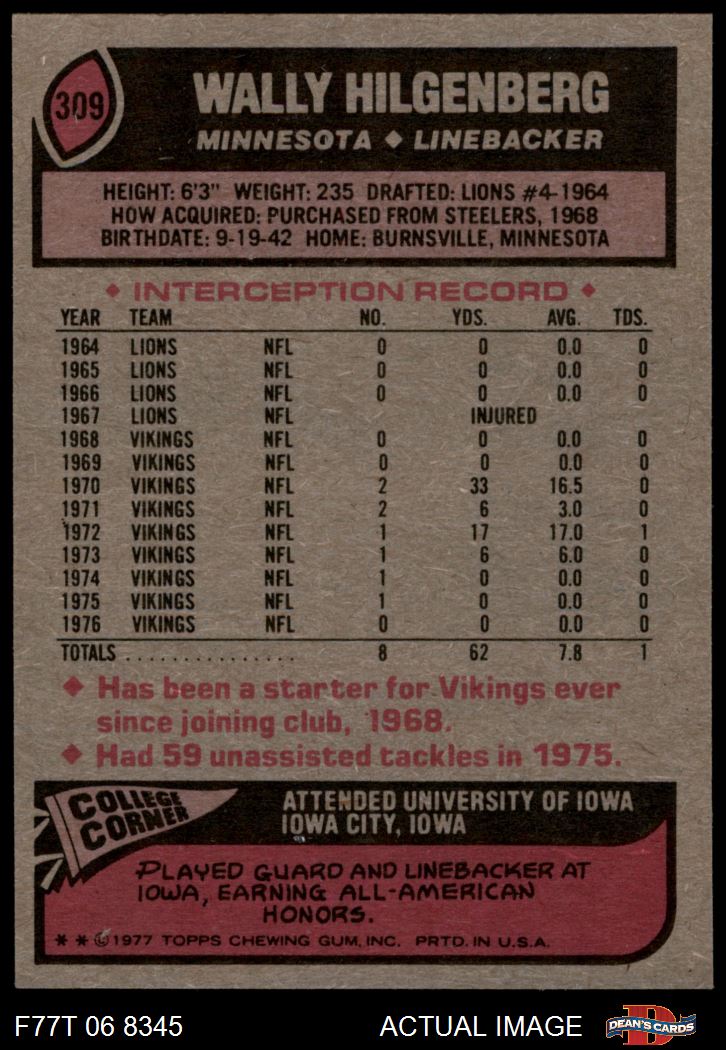 309
WALLY HILGENBERG
MINNESOTA ◆ LINEBACKER
HEIGHT: 6'3" WEIGHT: 235 DRAFTED: LIONS #4-1964
HOW ACQUIRED: PURCHASED FROM STEELERS, 1968
BIRTHDATE: 9-19-42 HOME: BURNSVILLE, MINNESOTA
◆ INTERCEPTION RECORD ◆
YEAR TEAM NO. YDS. AVG. TDS.
1964 LIONS NFL 0 0 0.0 0
1965 LIONS NFL 0 0 0.0 0
1966 LIONS NFL 0 0 0.0 0
1967 LIONS NFL INJURED
1968 VIKINGS NFL 0 0 0.0 0
1969 VIKINGS NFL 0 0 0.0 0
1970 VIKINGS NFL 2 33 16.5 0
1971 VIKINGS NFL 2 6 3.0 0
1972 VIKINGS NFL 1 17 17.0 1
1973 VIKINGS NFL 1 6 6.0 0
1974 VIKINGS NFL 1 0 0.0 0
1975 VIKINGS NFL 1 0 0.0 0
1976 VIKINGS NFL 0 0 0.0 0
TOTALS ............... 8 62 7.8 1
◆ Has been a starter for Vikings ever
since joining club, 1968.
◆ Had 59 unassisted tackles in 1975.
COLLEGE
CORNER
ATTENDED UNIVERSITY OF IOWA
IOWA CITY, IOWA
PLAYED GUARD AND LINEBACKER AT
IOWA, EARNING ALL-AMERICAN
HONORS.
* * © 1977 TOPPS CHEWING GUM, INC. PRTD. IN U.S.A.
F77T 06 8345 ACTUAL IMAGE
D
DEAN'S CARDS